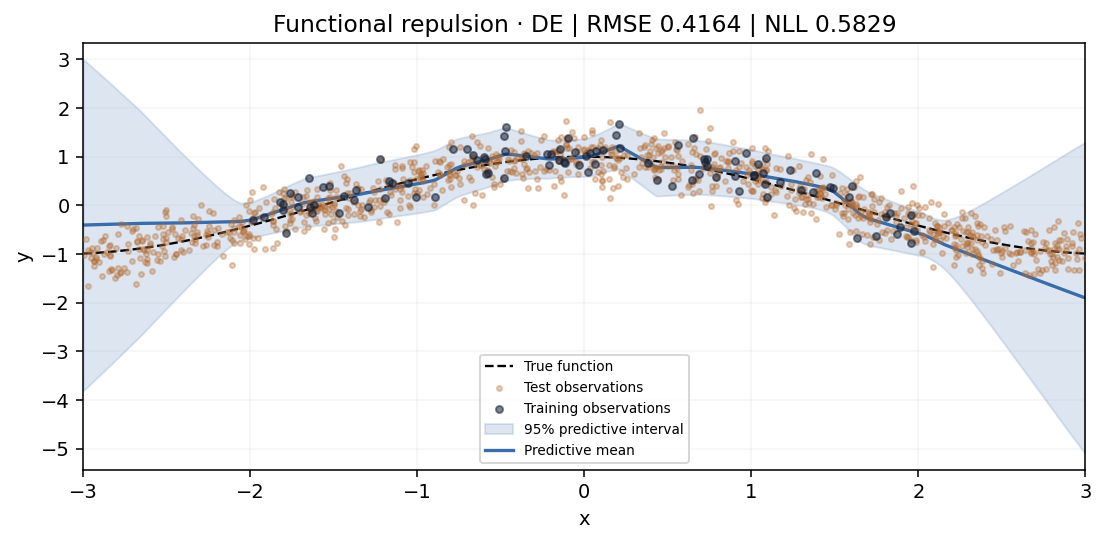 Functional repulsion · DE | RMSE 0.4164 | NLL 0.5829
3
2
1
0
−1
−2
−3
−4
−5
y
True function
Test observations
Training observations
95% predictive interval
Predictive mean
−3 −2 −1 0 1 2 3
x